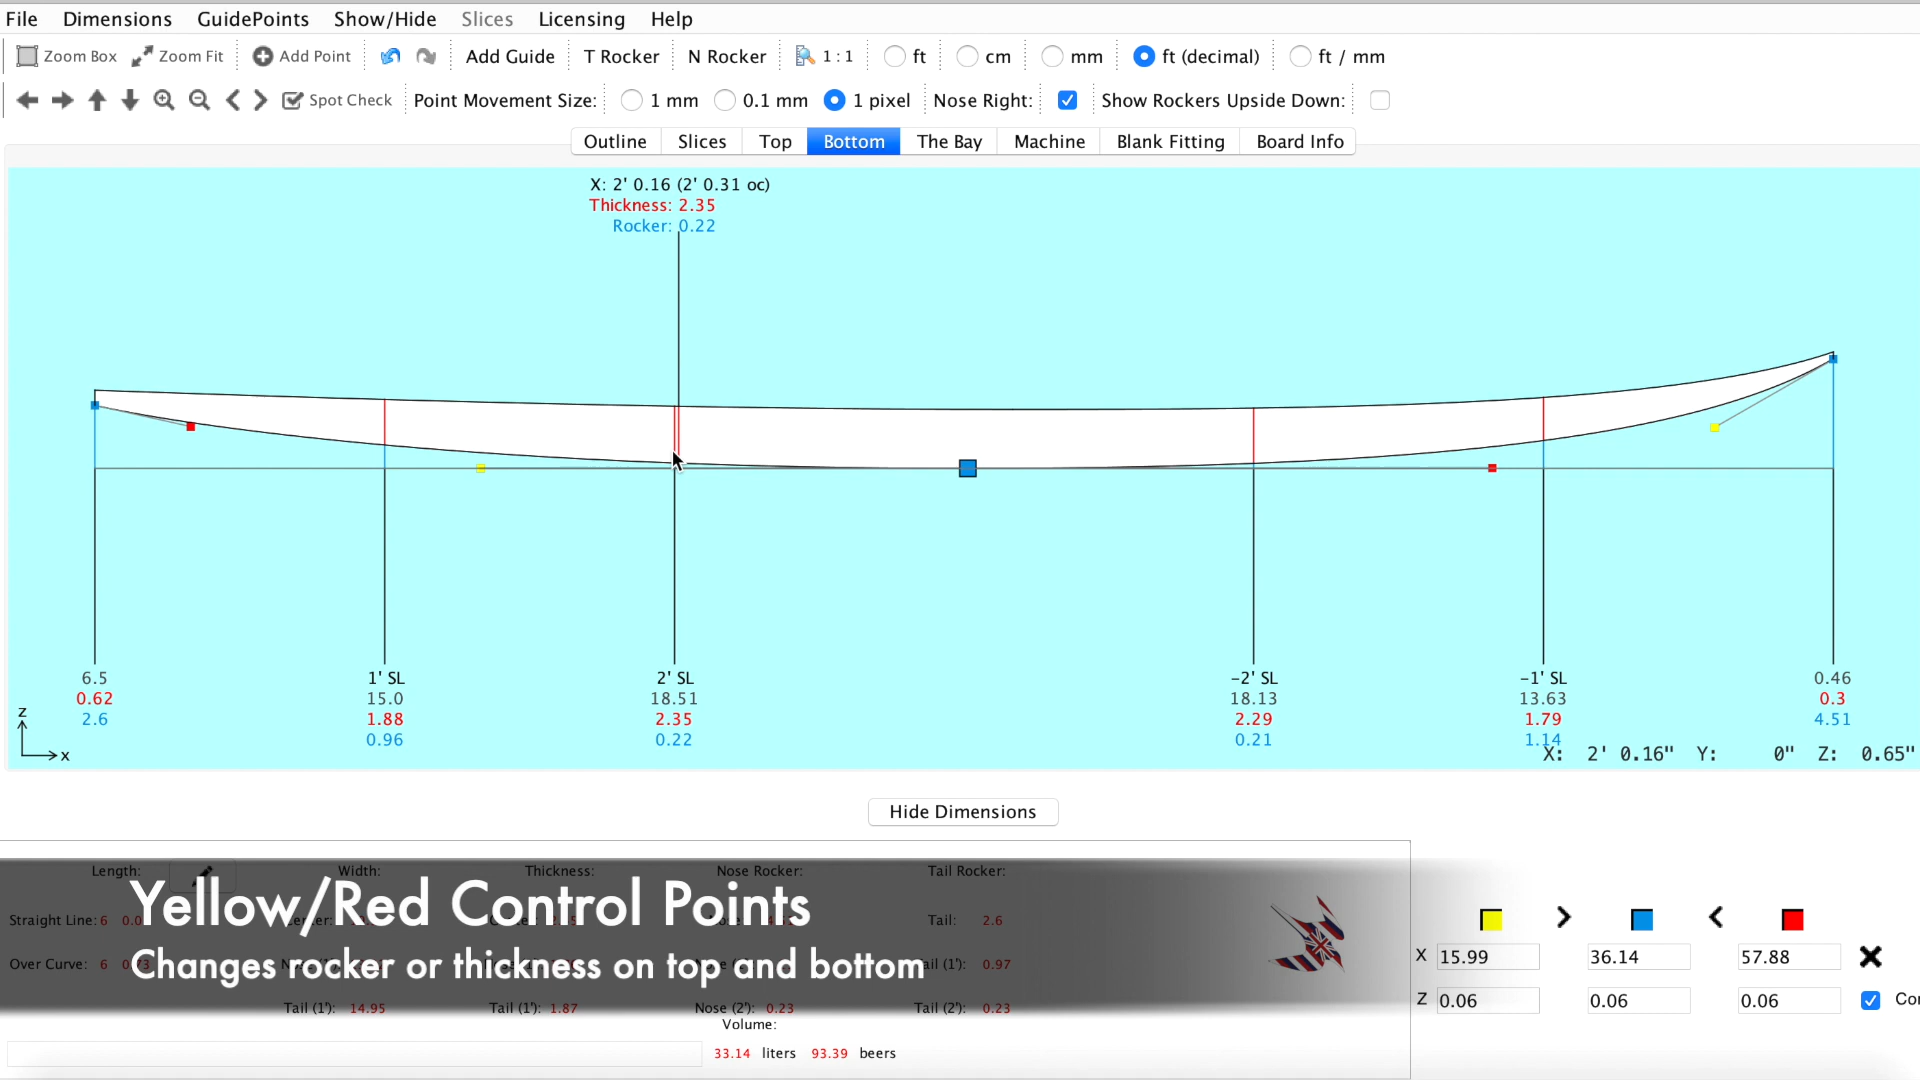 File Dimensions GuidePoints Show/Hide Slices Licensing Help
Zoom Box Zoom Fit Add Point Add Guide T Rocker N Rocker 1 : 1 ft cm mm ft (decimal) ft / mm
Spot Check Point Movement Size: 1 mm 0.1 mm 1 pixel Nose Right: Show Rockers Upside Down:
Outline Slices Top Bottom The Bay Machine Blank Fitting Board Info
X: 2' 0.16 (2' 0.31 oc)
Thickness: 2.35
Rocker: 0.22
6.5 1' SL 2' SL -2' SL -1' SL 0.46
0.62 15.0 18.51 18.13 13.63 0.3
2.6 1.88 2.35 2.29 1.79 4.51
0.96 0.22 0.21 1.14
z
x
X: 2' 0.16" Y: 0" Z: 0.65"
Hide Dimensions
Length: Width: Thickness: Nose Rocker: Tail Rocker:
Yellow/Red Control Points
Straight Line: 6 Tail: 2.6
X 15.99 36.14 57.88
Changes rocker or thickness on top and bottom
Over Curve: 6 (1'): 0.97
Z 0.06 0.06 0.06
Tail (1'): 14.95 Tail (1'): 1.87 Nose (2'): 0.23 Tail (2'): 0.23
Volume:
33.14 liters 93.39 beers